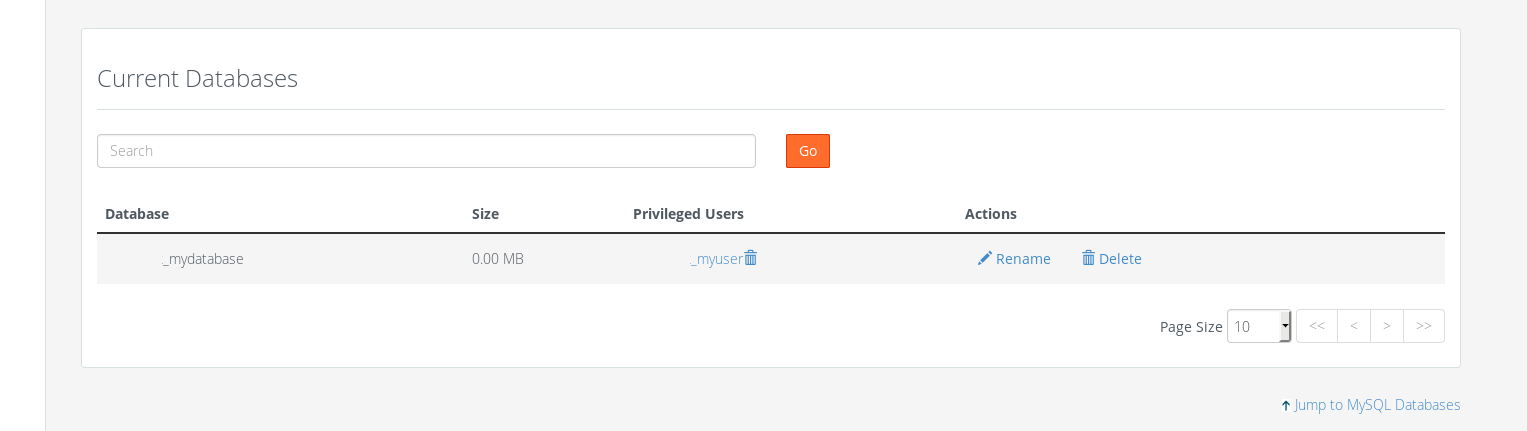 Current Databases
Search Go
Database Size Privileged Users Actions
_mydatabase 0.00 MB _myuser Rename Delete
Page Size 10 << < > >>
Jump to MySQL Databases